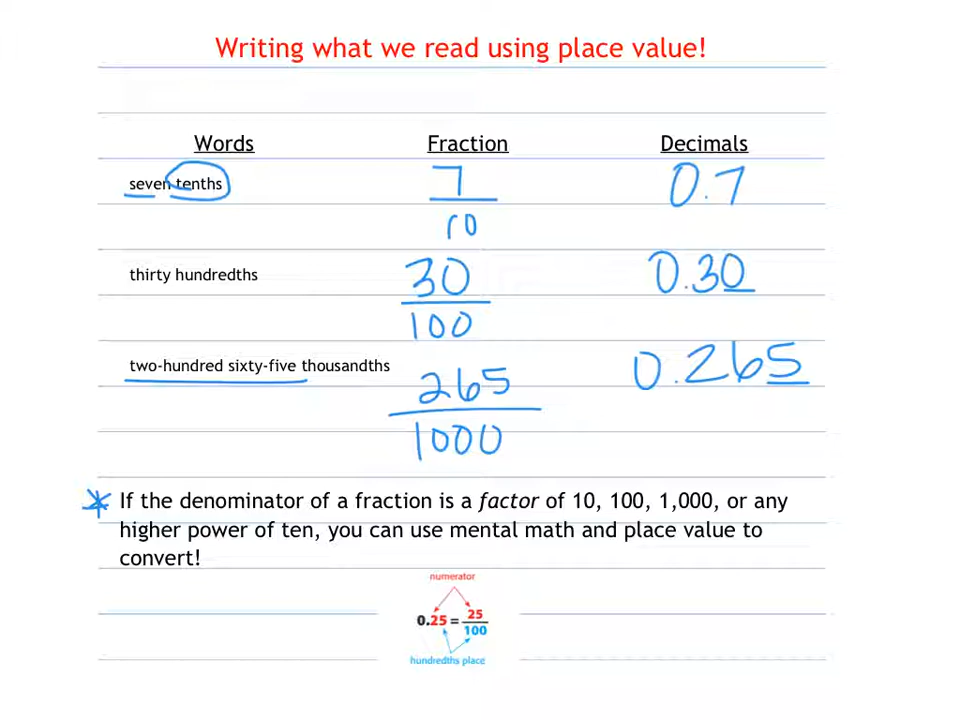 Writing what we read using place value!
Words Fraction Decimals
seven tenths 7/10 0.7
thirty hundredths 30/100 0.30
two-hundred sixty-five thousandths 265/1000 0.265
* If the denominator of a fraction is a factor of 10, 100, 1,000, or any
higher power of ten, you can use mental math and place value to
convert!
numerator
0.25 = 25/100
hundredths place